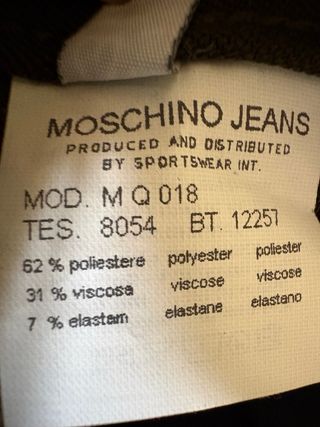 MOSCHINO JEANS
PRODUCED AND DISTRIBUTED
BY SPORTSWEAR INT.
MOD. M Q 018
TES. 8054 BT. 12257
62 % poliestere polyester poliester
31 % viscosa viscose viscose
7 % elastam elastane elastano